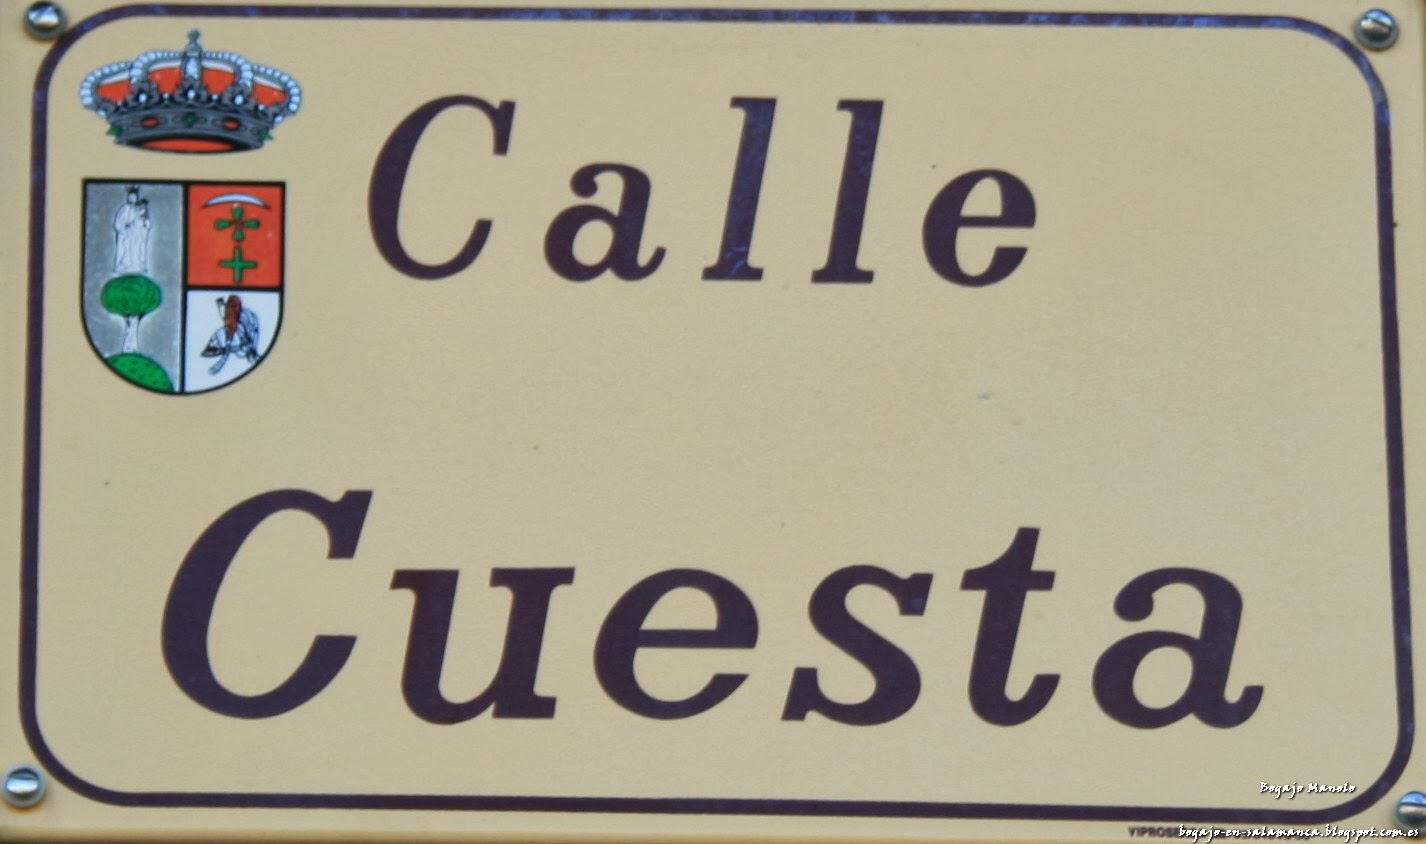 Calle
Cuesta
Bogajo Manolo
bogajo-en-salamanca.blogspot.com.es